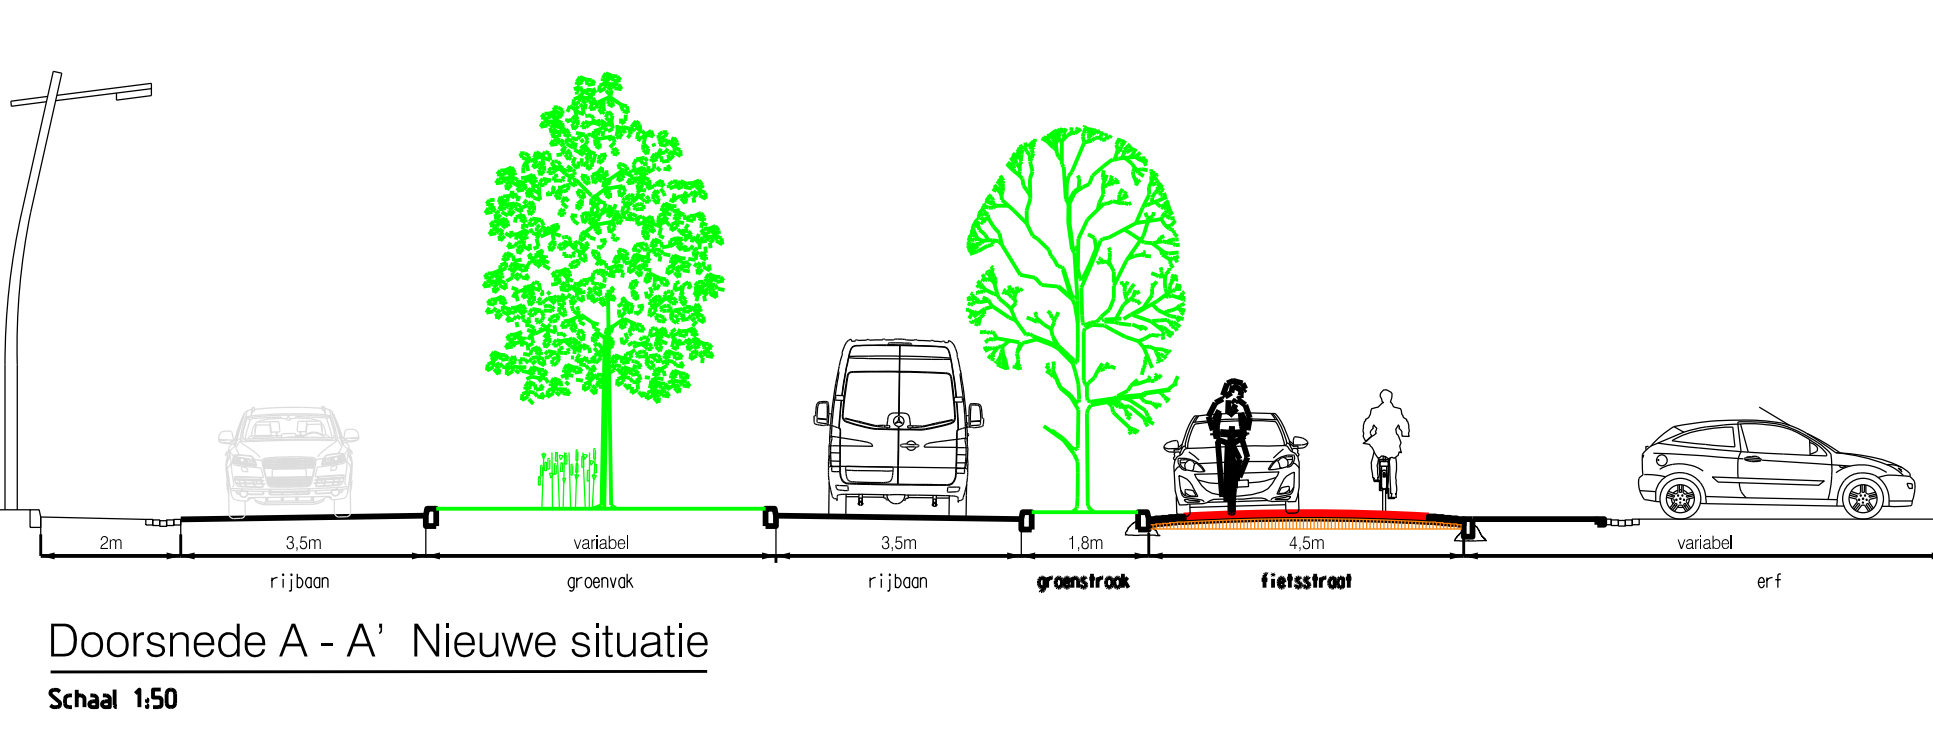 2m 3,5m variabel 3,5m 1,8m 4,5m variabel
rijbaan groenvak rijbaan groenstrook fietsstraat erf
Doorsnede A - A’ Nieuwe situatie
Schaal 1:50